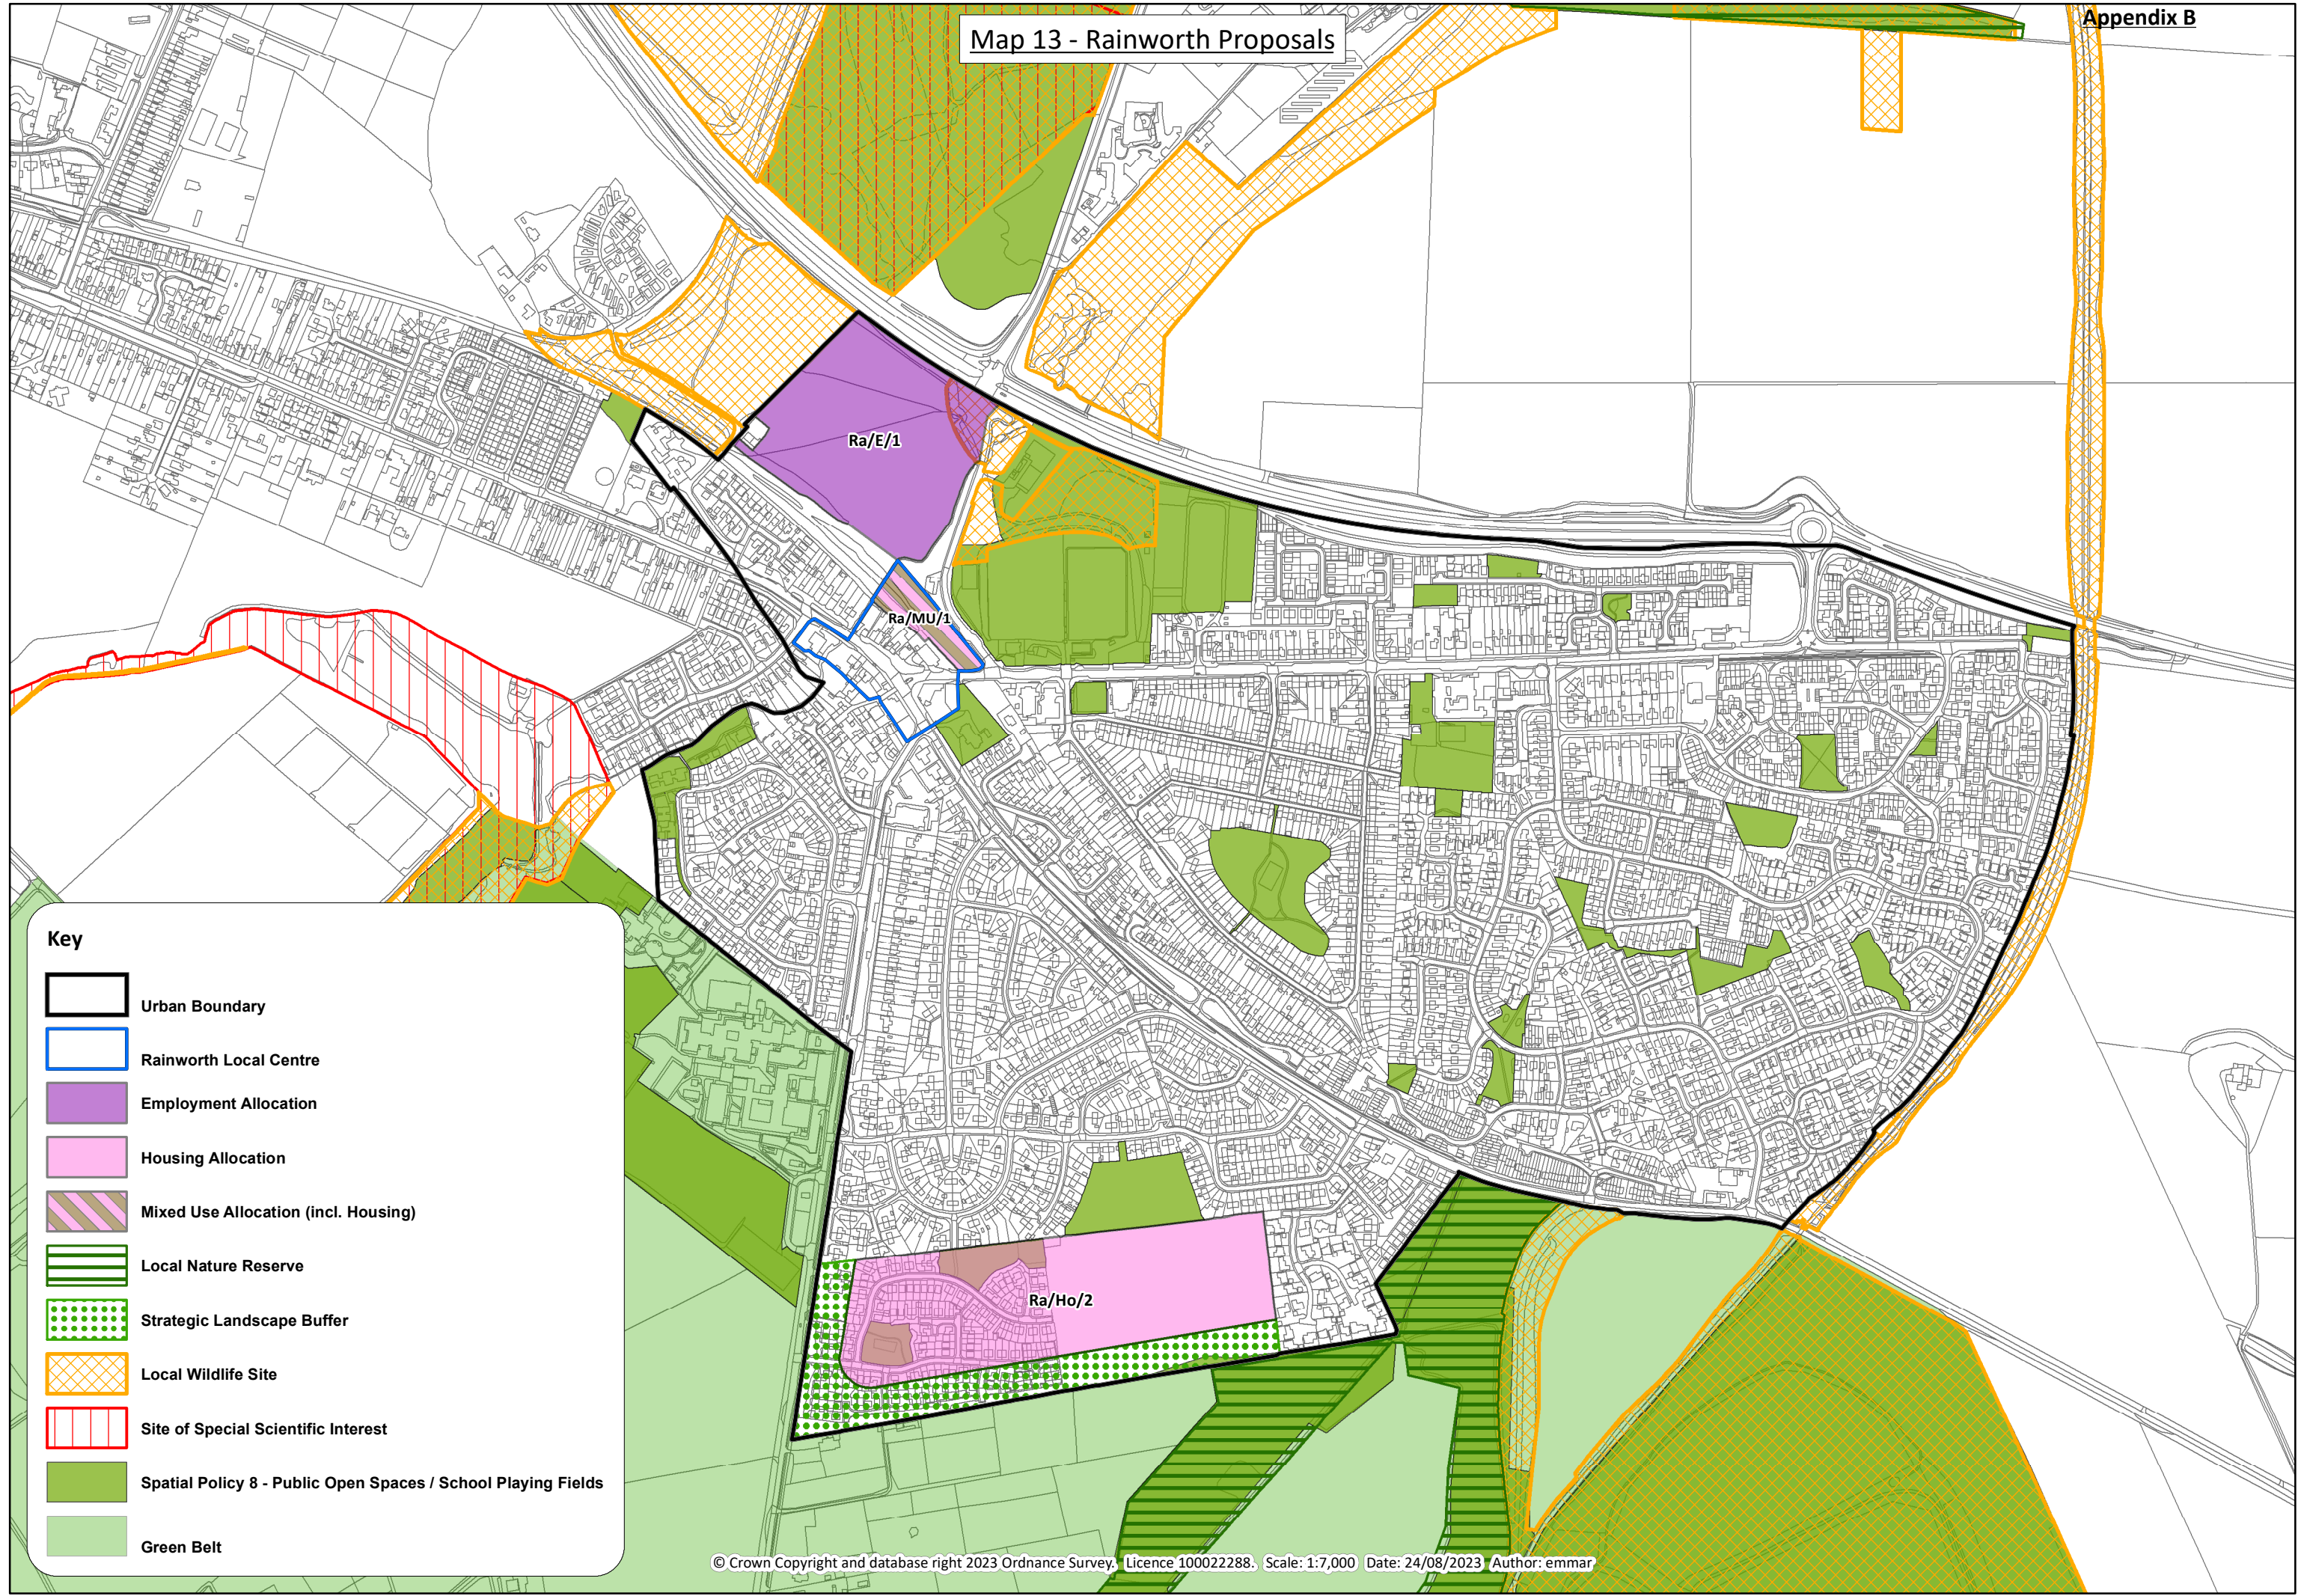 Map 13 - Rainworth Proposals
Appendix B
Ra/E/1
Ra/MU/1
Ra/Ho/2
Key
Urban Boundary
Rainworth Local Centre
Employment Allocation
Housing Allocation
Mixed Use Allocation (incl. Housing)
Local Nature Reserve
Strategic Landscape Buffer
Local Wildlife Site
Site of Special Scientific Interest
Spatial Policy 8 - Public Open Spaces / School Playing Fields
Green Belt
© Crown Copyright and database right 2023 Ordnance Survey. Licence 100022288. Scale: 1:7,000 Date: 24/08/2023 Author: emmar